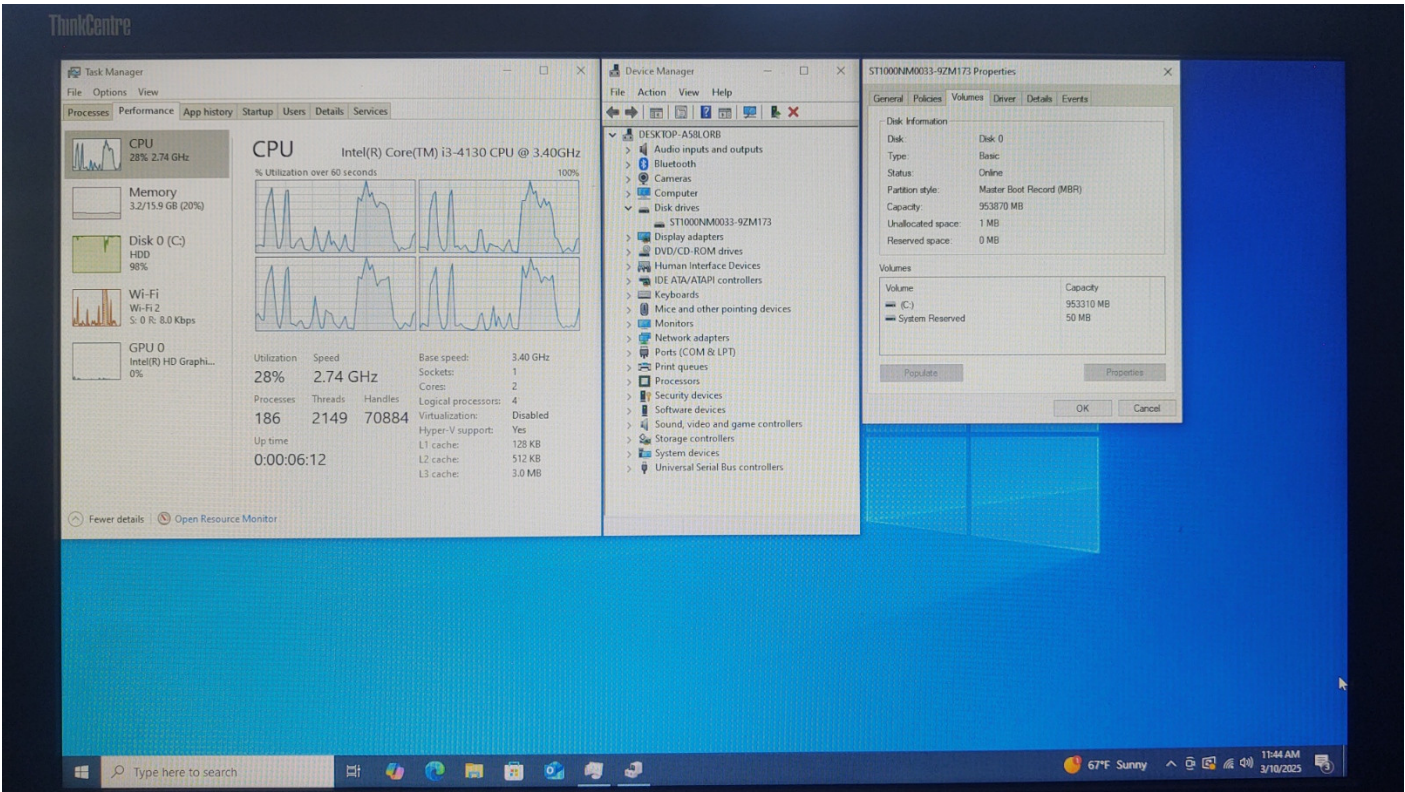 ThinkCentre
Task Manager
File Options View
Processes Performance App history Startup Users Details Services
CPU
28% 2.74 GHz
Memory
3.2/15.9 GB (20%)
Disk 0 (C:)
HDD
98%
Wi-Fi
Wi-Fi 2
S: 0 R: 8.0 Kbps
GPU 0
Intel(R) HD Graphi...
0%
CPU Intel(R) Core(TM) i3-4130 CPU @ 3.40GHz
% Utilization over 60 seconds 100%
Utilization Speed
28% 2.74 GHz
Processes Threads Handles
186 2149 70884
Up time
0:00:06:12
Base speed: 3.40 GHz
Sockets: 1
Cores: 2
Logical processors: 4
Virtualization: Disabled
Hyper-V support: Yes
L1 cache: 128 KB
L2 cache: 512 KB
L3 cache: 3.0 MB
Fewer details Open Resource Monitor
Device Manager
File Action View Help
DESKTOP-A58LORB
Audio inputs and outputs
Bluetooth
Cameras
Computer
Disk drives
ST1000NM0033-9ZM173
Display adapters
DVD/CD-ROM drives
Human Interface Devices
IDE ATA/ATAPI controllers
Keyboards
Mice and other pointing devices
Monitors
Network adapters
Ports (COM & LPT)
Print queues
Processors
Security devices
Software devices
Sound, video and game controllers
Storage controllers
System devices
Universal Serial Bus controllers
ST1000NM0033-9ZM173 Properties
General Policies Volumes Driver Details Events
Disk Information
Disk: Disk 0
Type: Basic
Status: Online
Partition style: Master Boot Record (MBR)
Capacity: 953870 MB
Unallocated space: 1 MB
Reserved space: 0 MB
Volumes
Volume Capacity
(C:) 953310 MB
System Reserved 50 MB
Populate Properties
OK Cancel
Type here to search
67°F Sunny
11:44 AM
3/10/2025
3